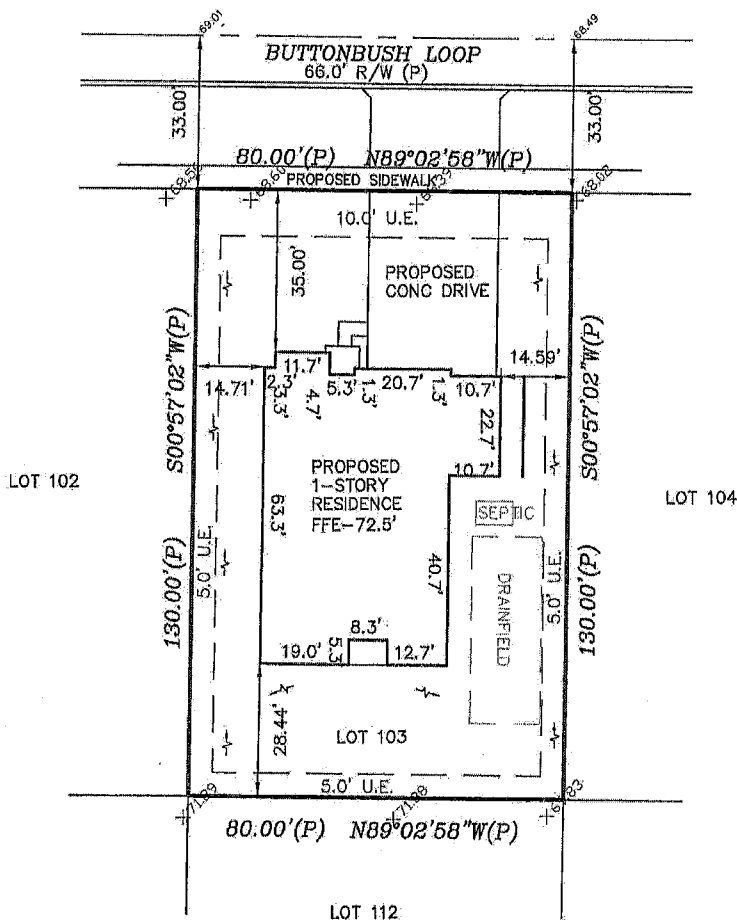 69.01
68.49
BUTTONBUSH LOOP
66.0' R/W (P)
33.00'
33.00'
80.00'(P) N89°02'58"W(P)
PROPOSED SIDEWALK
68.60
68.02
10.0' U.E.
35.00'
PROPOSED
CONC DRIVE
S00°57'02"W(P)
S00°57'02"W(P)
14.71'
2.3'
11.7'
5.3'
20.7'
10.7'
14.59'
3.3'
4.7'
1.3'
1.3'
22.7'
10.7'
LOT 102
LOT 104
PROPOSED
1-STORY
RESIDENCE
FFE-72.5'
63.3'
SEPTIC
130.00'(P)
5.0' U.E.
40.7'
DRAINFIELD
5.0' U.E.
130.00'(P)
8.3'
19.0'
5.3
12.7'
28.44'
LOT 103
5.0' U.E.
80.00'(P) N89°02'58"W(P)
LOT 112